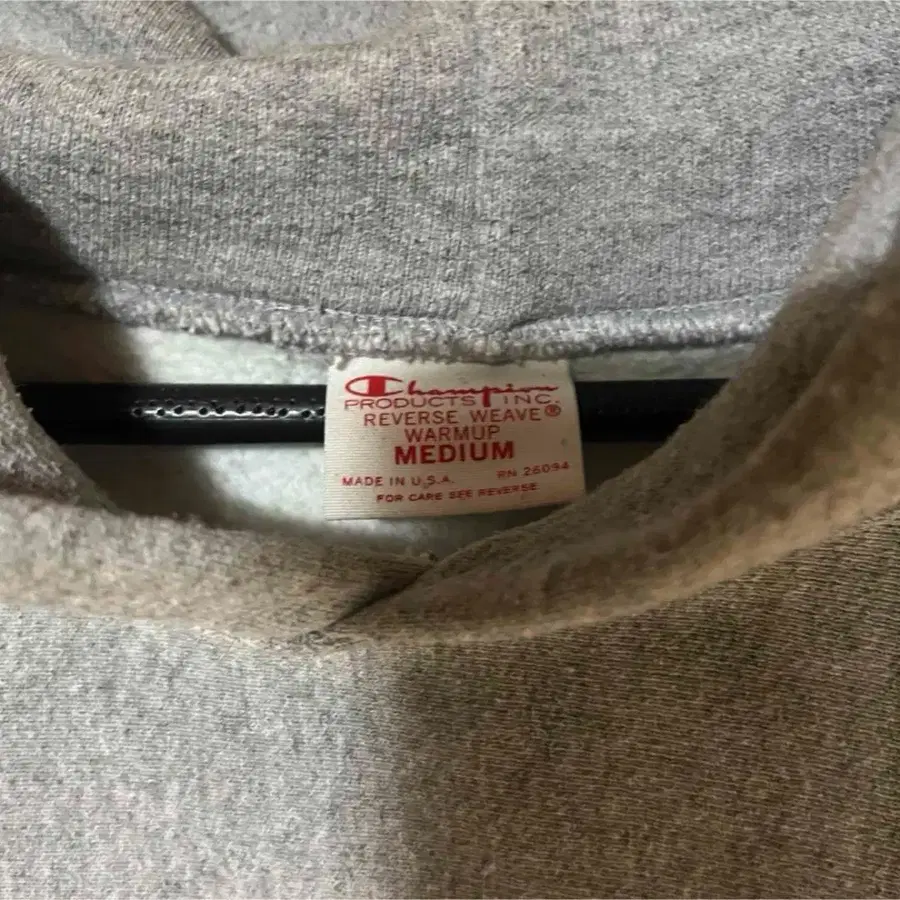 Champion
PRODUCTS INC.
REVERSE WEAVE®
WARMUP
MEDIUM
MADE IN U.S.A. RN 26094
FOR CARE SEE REVERSE